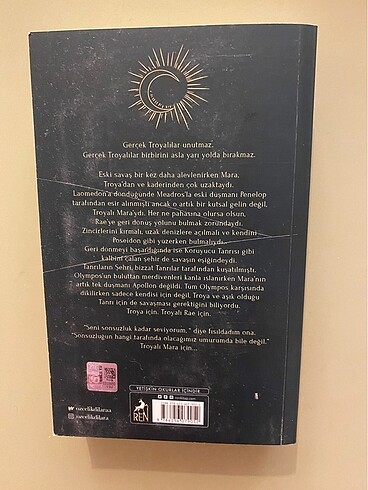 Gerçek Troyalılar unutmaz.
Gerçek Troyalılar birbirini asla yarı yolda bırakmaz.
Eski savaş bir kez daha alevlenirken Mara,
Troya'dan ve kaderinden çok uzaktaydı.
Laomedon'a döndüğünde Meadros'la eski düşmanı Penelop
tarafından esir alınmıştı ancak o artık bir kutsal gelin değil,
Troyalı Mara'ydı. Her ne pahasına olursa olsun,
Rae'ye geri dönüş yolunu bulmak zorundaydı.
Zincirlerini kırmalı, uzak denizlere açılmalı ve kendini
Poseidon gibi yüzerken bulmalıydı.
Geri dönmeyi başardığında ise Koruyucu Tanrısı gibi
kalbini çalan şehir de savaşın eşiğindeydi.
Tanrıların Şehri, bizzat Tanrılar tarafından kuşatılmıştı.
Olympos'un buluttan merdivenleri kanla ıslanırken Mara'nın
artık tek düşmanı Apollon değildi. Tüm Olympos karşısında
dikilirken sadece kendisi için değil, Troya ve aşık olduğu
Tanrı için de savaşması gerektiğini biliyordu.
Troya için. Troyalı Rae için.
"Seni sonsuzluk kadar seviyorum," diye fısıldadım ona.
"Sonsuzluğun hangi tarafında olacağımız umurumda bile değil."
Troyalı Mara için...
YETİŞKİN OKURLAR İÇİNDİR
ozcelikdilaraa
ozcelikdilara
REN